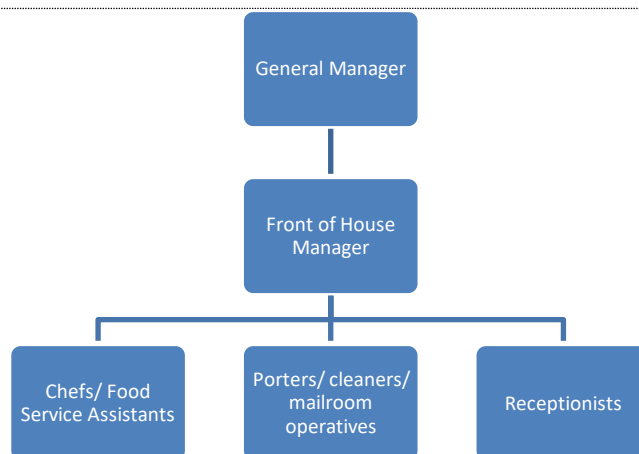 General Manager
Front of House
Manager
Chefs/ Food
Service Assistants
Porters/ cleaners/
mailroom
operatives
Receptionists